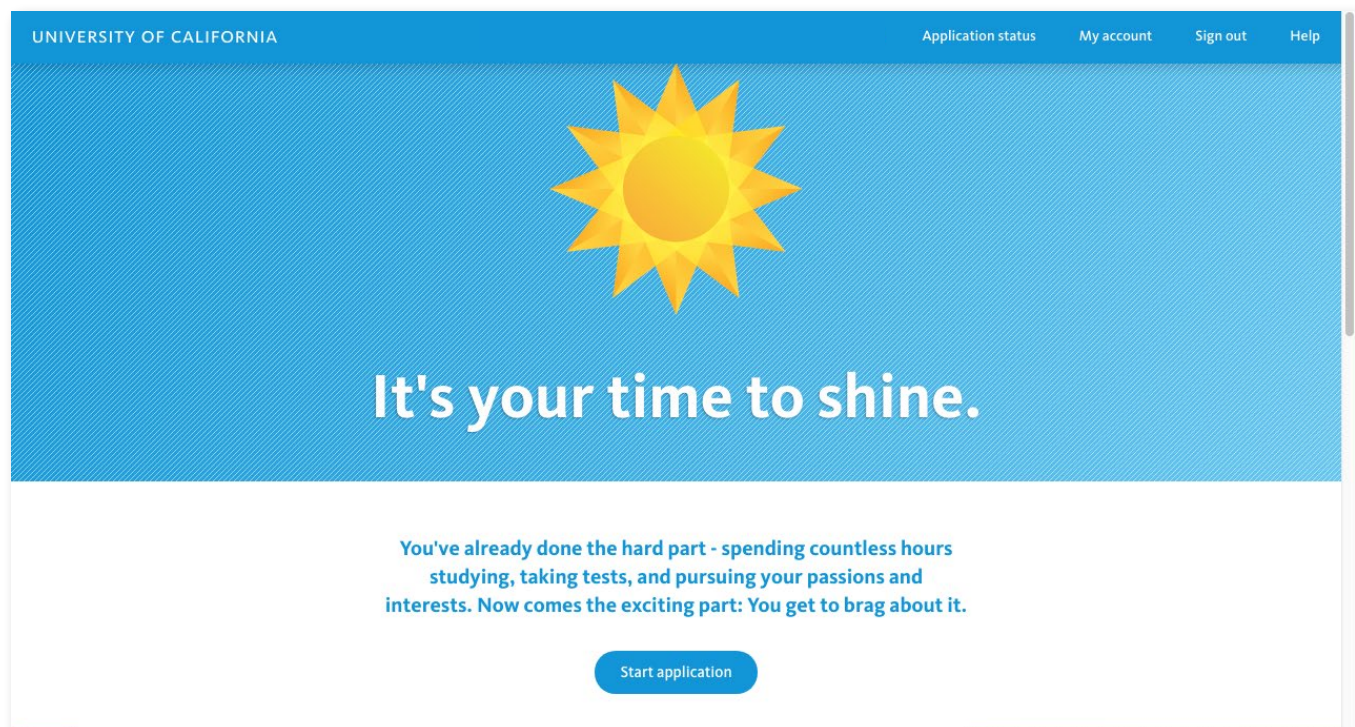 UNIVERSITY OF CALIFORNIA
Application status
My account
Sign out
Help
It's your time to shine.
You've already done the hard part - spending countless hours
studying, taking tests, and pursuing your passions and
interests. Now comes the exciting part: You get to brag about it.
Start application